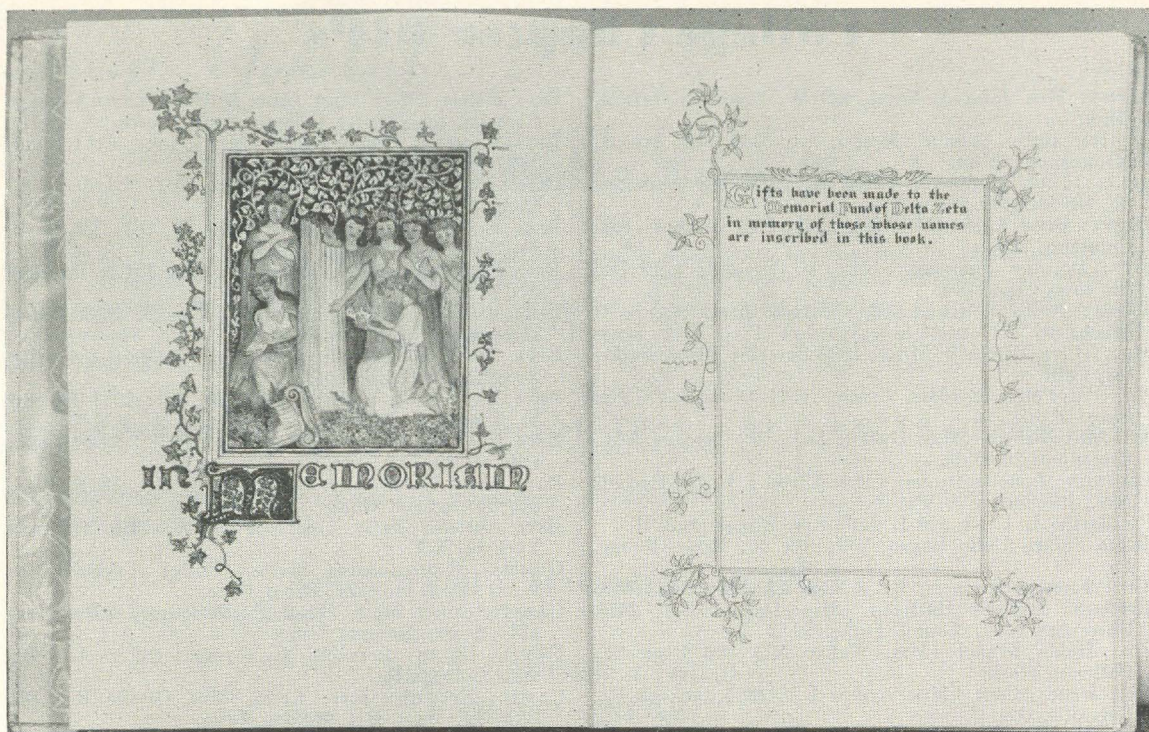 IN MEMORIAM
Gifts have been made to the
Memorial Fund of Delta Zeta
in memory of those whose names
are inscribed in this book.